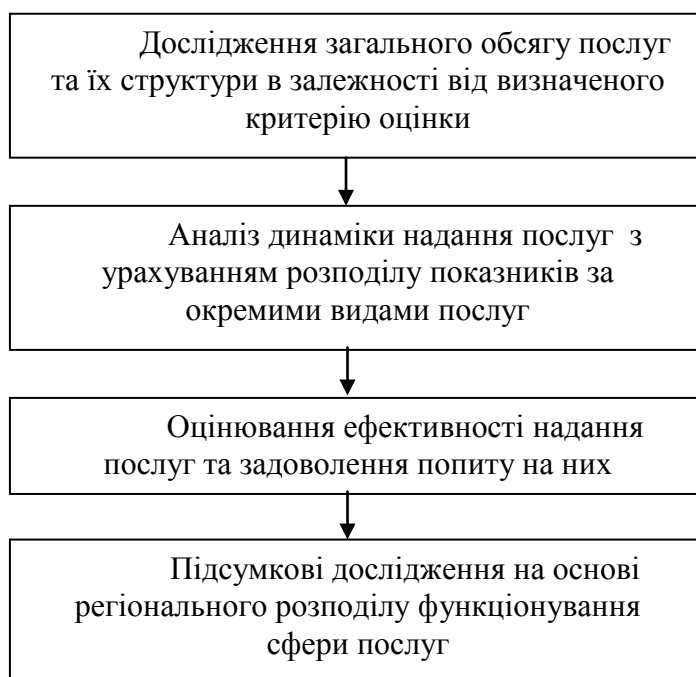 Дослідження загального обсягу послуг
та їх структури в залежності від визначеного
критерію оцінки
Аналіз динаміки надання послуг з
урахуванням розподілу показників за
окремими видами послуг
Оцінювання ефективності надання
послуг та задоволення попиту на них
Підсумкові дослідження на основі
регіонального розподілу функціонування
сфери послуг